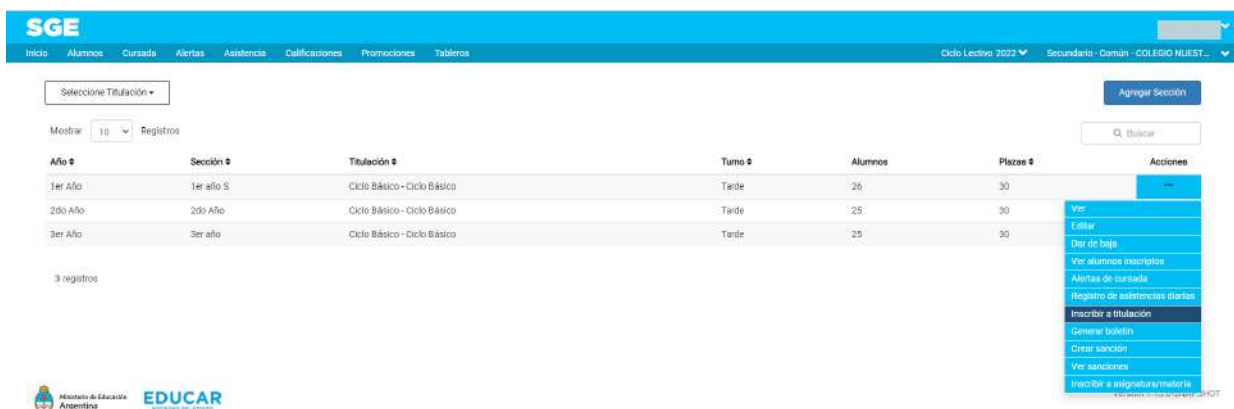 SGE
Inicio Alumnos Cursada Alertas Asistencia Calificaciones Promociones Tableros Ciclo Lectivo 2022 Secundario - Común - COLEGIO NUEST...
Seleccione Titulación
Agregar Sección
Mostrar 10 Registros
Buscar
Año Sección Titulación Turno Alumnos Plazas Acciones
1er Año 1er año S Ciclo Básico - Ciclo Básico Tarde 26 30 ...
2do Año 2do Año Ciclo Básico - Ciclo Básico Tarde 25 30
3er Año 3er año Ciclo Básico - Ciclo Básico Tarde 25 30
3 registros
Ver
Editar
Dar de baja
Ver alumnos inscriptos
Alertas de cursada
Registro de asistencias diarias
Inscribir a titulación
Generar boletín
Crear sanción
Ver sanciones
Inscribir a asignatura/materia
Ministerio de Educación
Argentina
EDUCAR